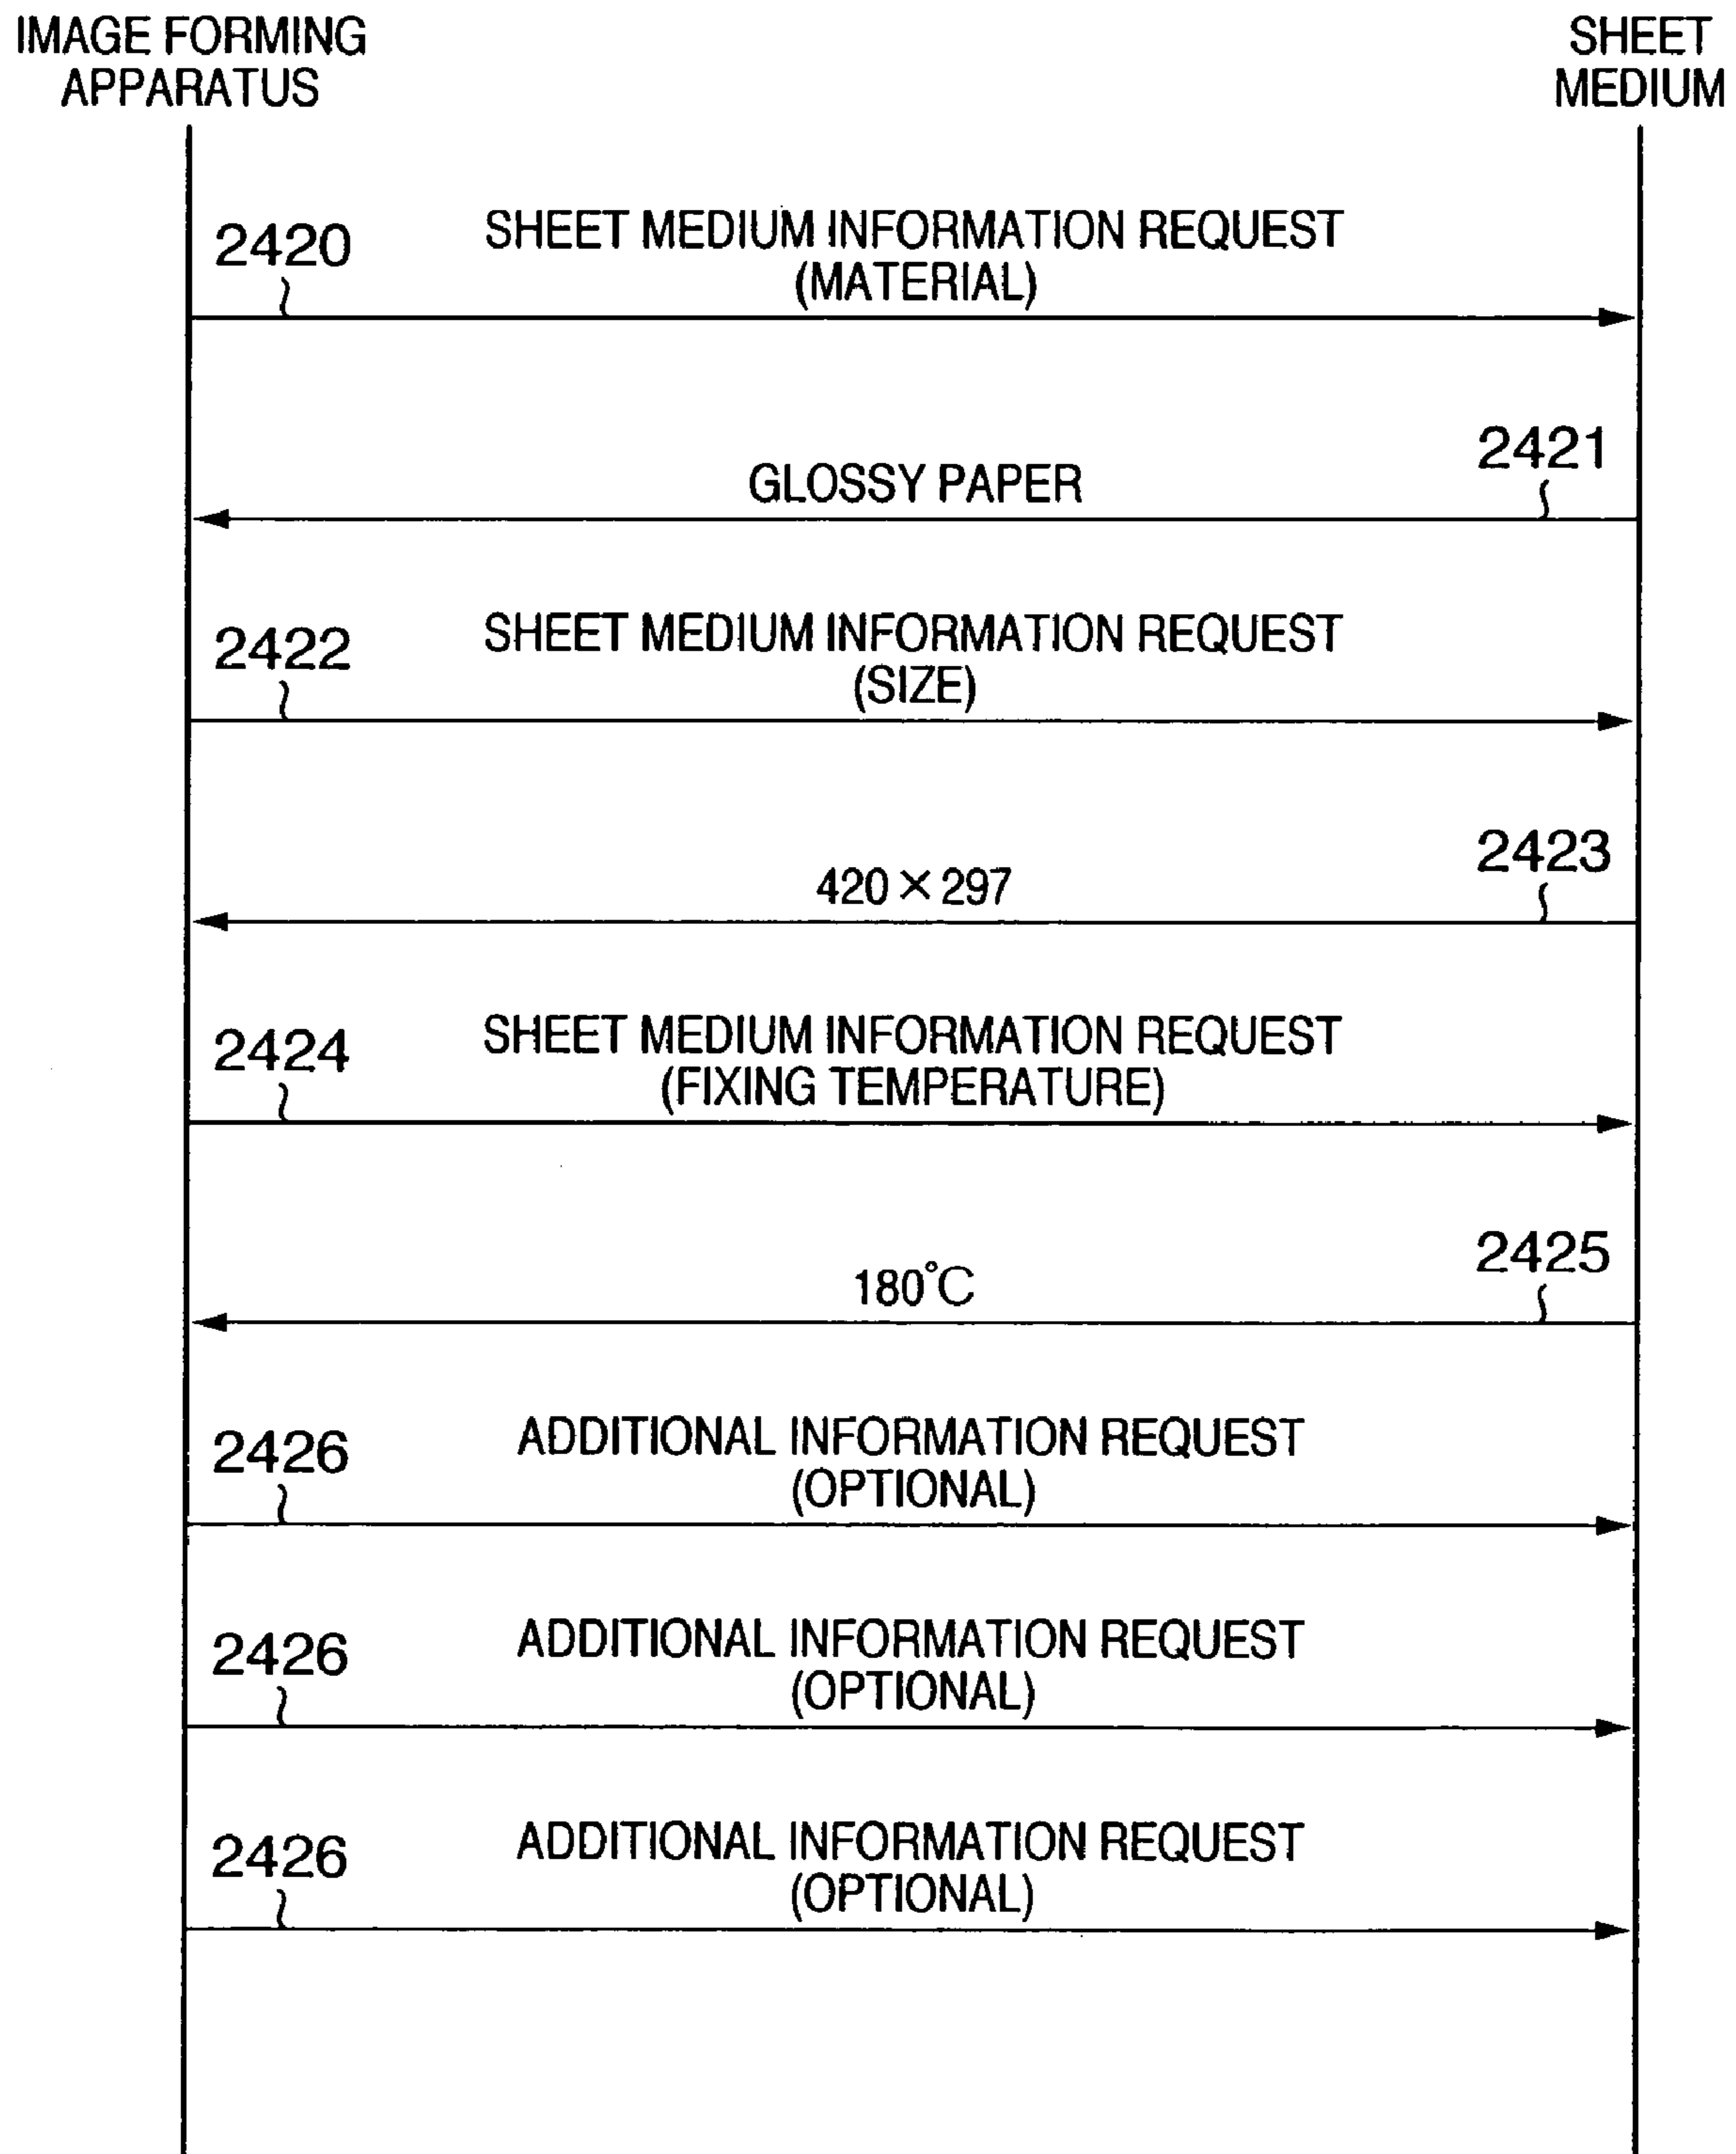 IMAGE FORMING
APPARATUS
SHEET
MEDIUM
2420
SHEET MEDIUM INFORMATION REQUEST
(MATERIAL)
2421
GLOSSY PAPER
2422
SHEET MEDIUM INFORMATION REQUEST
(SIZE)
2423
420×297
2424
SHEET MEDIUM INFORMATION REQUEST
(FIXING TEMPERATURE)
2425
180°C
2426
ADDITIONAL INFORMATION REQUEST
(OPTIONAL)
2426
ADDITIONAL INFORMATION REQUEST
(OPTIONAL)
2426
ADDITIONAL INFORMATION REQUEST
(OPTIONAL)